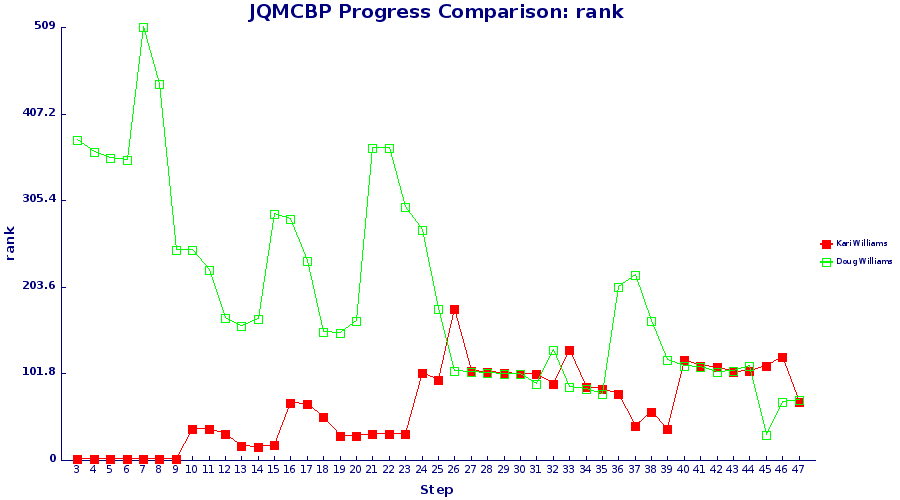 JQMCBP Progress Comparison: rank
509
407.2
305.4
203.6
101.8
0
rank
3 4 5 6 7 8 9 10 11 12 13 14 15 16 17 18 19 20 21 22 23 24 25 26 27 28 29 30 31 32 33 34 35 36 37 38 39 40 41 42 43 44 45 46 47
Step
Kari Williams
Doug Williams